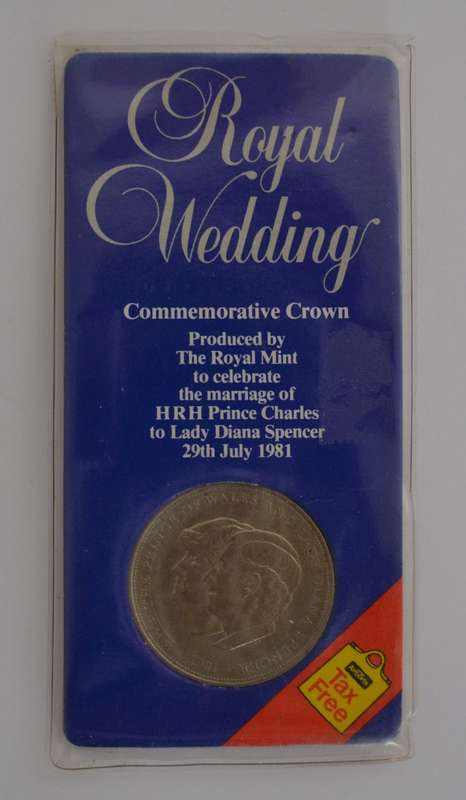 Royal
Wedding
Commemorative Crown
Produced by
The Royal Mint
to celebrate
the marriage of
HRH Prince Charles
to Lady Diana Spencer
29th July 1981
Tax
Free